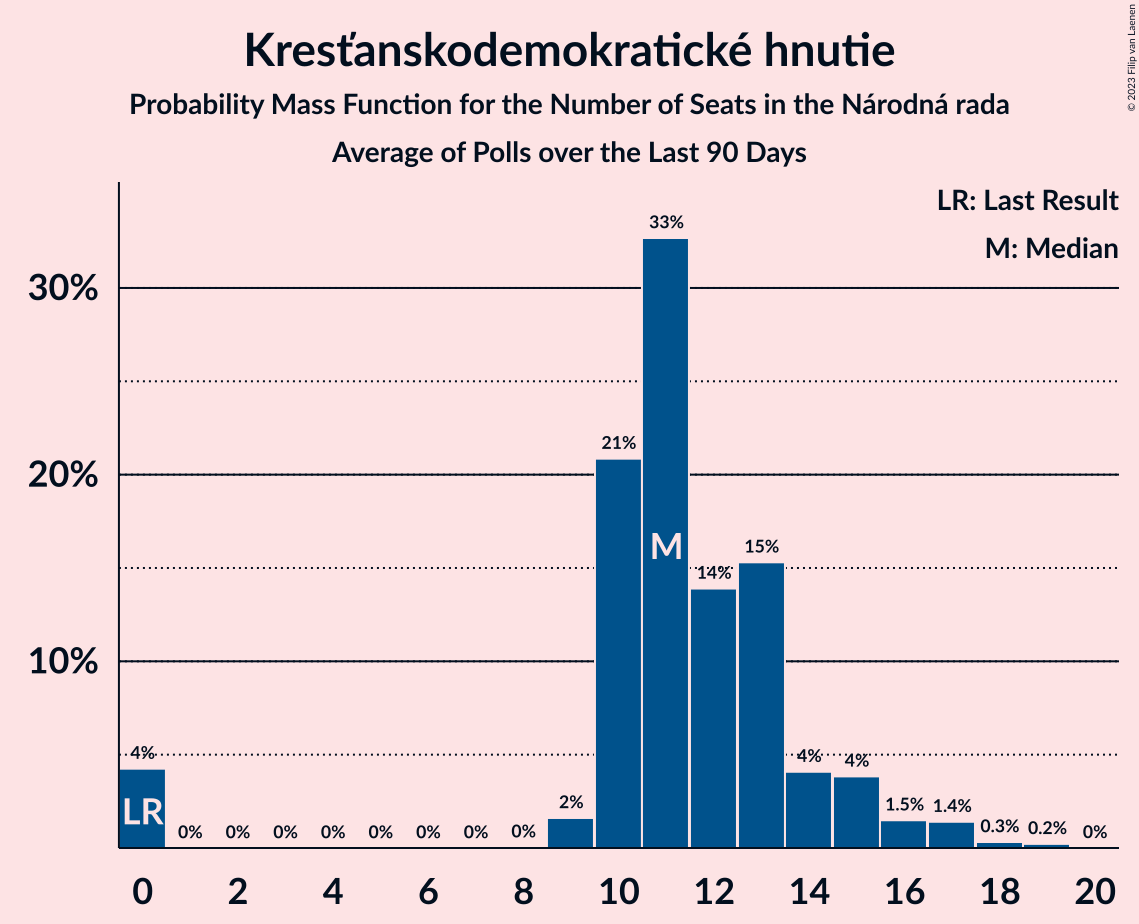 Kresťanskodemokratické hnutie
Probability Mass Function for the Number of Seats in the Národná rada
Average of Polls over the Last 90 Days
© 2023 Filip van Laenen
LR: Last Result
M: Median
30%
20%
10%
4%
0%
0%
0%
0%
0%
0%
0%
0%
2%
21%
33%
14%
15%
4%
4%
1.5%
1.4%
0.3%
0.2%
0%
LR
M
0 2 4 6 8 10 12 14 16 18 20